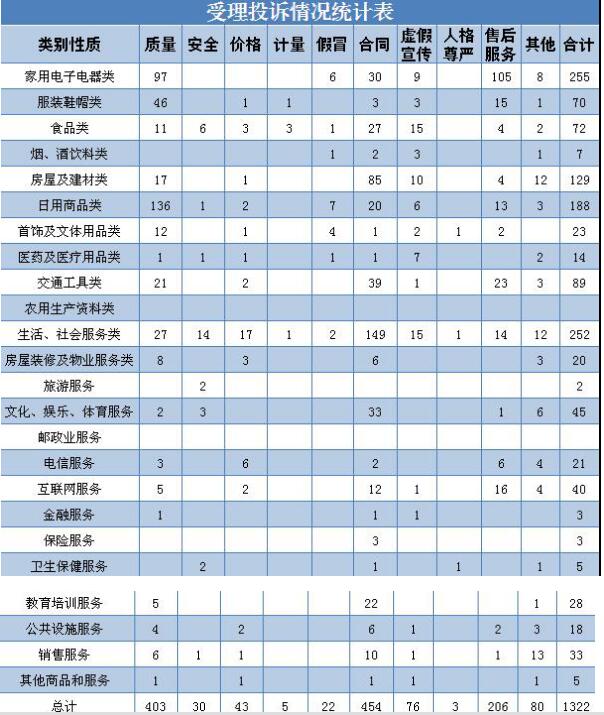 受理投诉情况统计表
类别性质 质量 安全 价格 计量 假冒 合同 虚假宣传 人格尊严 售后服务 其他 合计
家用电子电器类 97 6 30 9 105 8 255
服装鞋帽类 46 1 1 3 3 15 1 70
食品类 11 6 3 3 1 27 15 4 2 72
烟、酒饮料类 1 2 3 1 7
房屋及建材类 17 1 85 10 4 12 129
日用商品类 136 1 2 7 20 6 13 3 188
首饰及文体用品类 12 1 4 1 2 1 2 23
医药及医疗用品类 1 1 1 1 1 7 2 14
交通工具类 21 2 39 1 23 3 89
农用生产资料类
生活、社会服务类 27 14 17 1 2 149 15 1 14 12 252
房屋装修及物业服务类 8 3 6 3 20
旅游服务 2 2
文化、娱乐、体育服务 2 3 33 1 6 45
邮政业服务
电信服务 3 6 2 6 4 21
互联网服务 5 2 12 1 16 4 40
金融服务 1 1 1 3
保险服务 3 3
卫生保健服务 2 1 1 1 5
教育培训服务 5 22 1 28
公共设施服务 4 2 6 1 2 3 18
销售服务 6 1 1 10 1 1 13 33
其他商品和服务 1 1 1 1 1 5
总计 403 30 43 5 22 454 76 3 206 80 1322